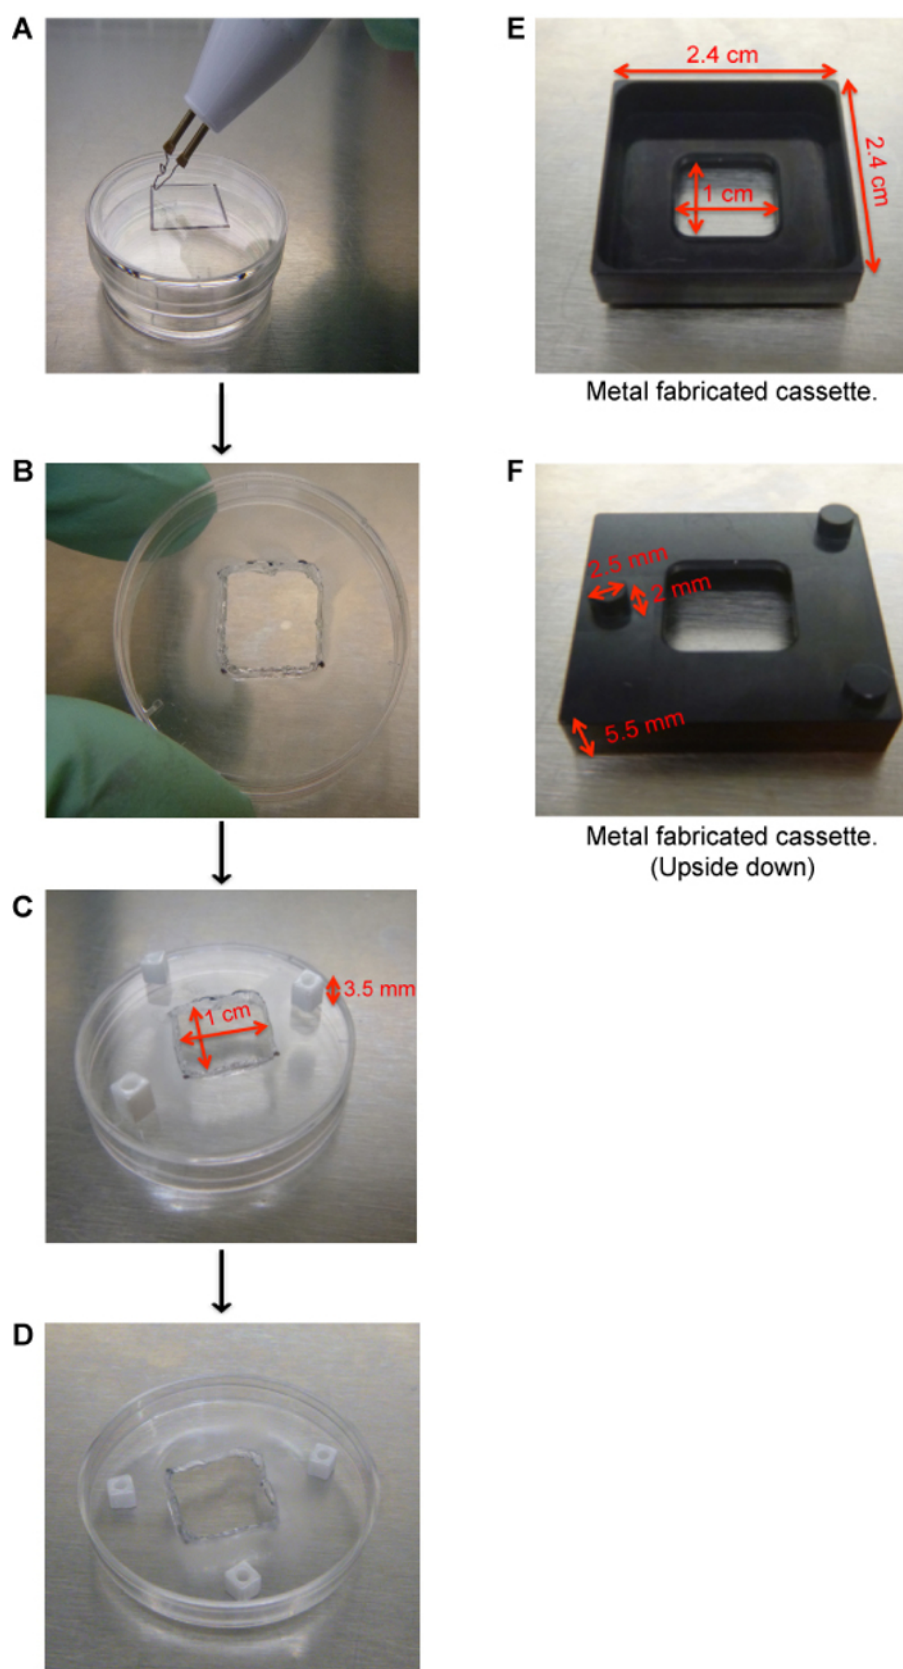 A
E
2.4 cm
2.4 cm
1 cm
Metal fabricated cassette.
B
F
2.5 mm
2 mm
5.5 mm
Metal fabricated cassette.
(Upside down)
C
3.5 mm
1 cm
D